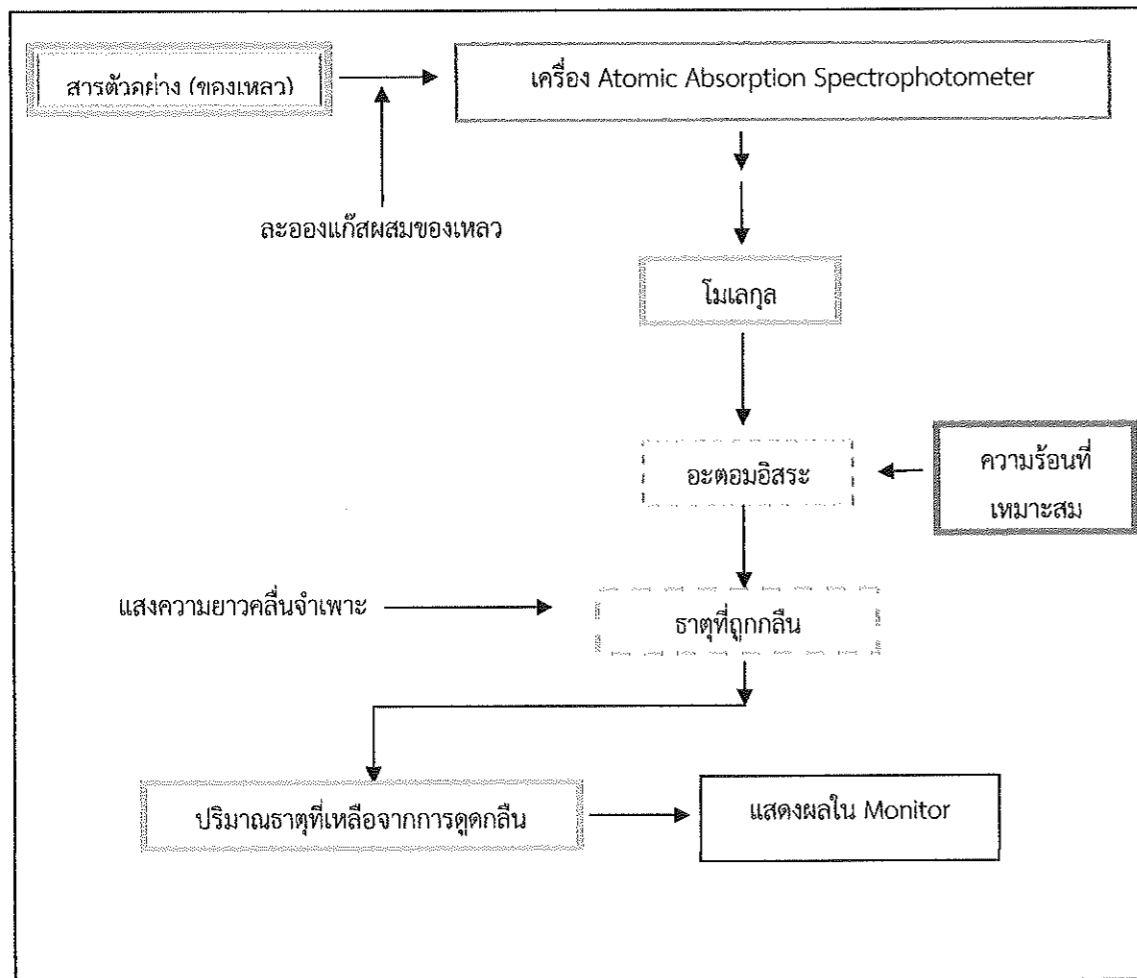 สารตัวอย่าง (ของเหลว)
เครื่อง Atomic Absorption Spectrophotometer
ละอองแก๊สผสมของเหลว
โมเลกุล
อะตอมอิสระ
ความร้อนที่
เหมาะสม
แสงความยาวคลื่นจำเพาะ
ธาตุที่ถูกกลืน
ปริมาณธาตุที่เหลือจากการดูดกลืน
แสดงผลใน Monitor